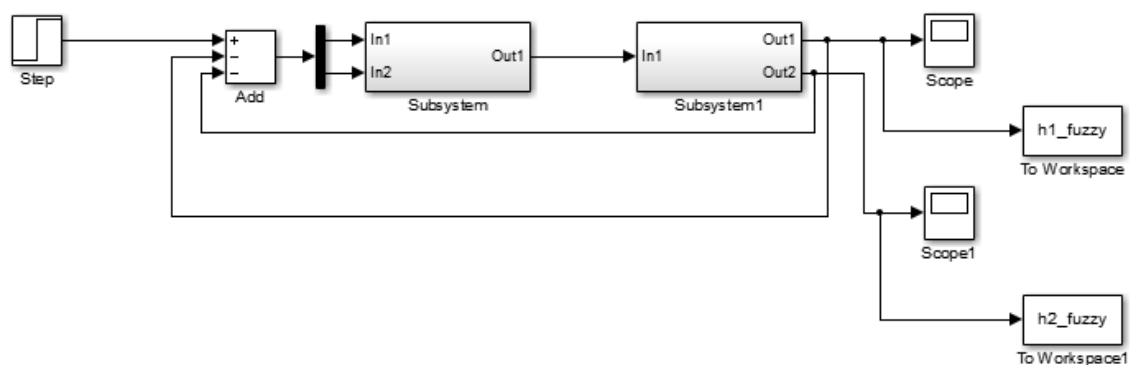 Step
+
−
−
Add
In1
In2
Out1
Subsystem
In1
Out1
Out2
Subsystem1
Scope
h1_fuzzy
To Workspace
Scope1
h2_fuzzy
To Workspace1